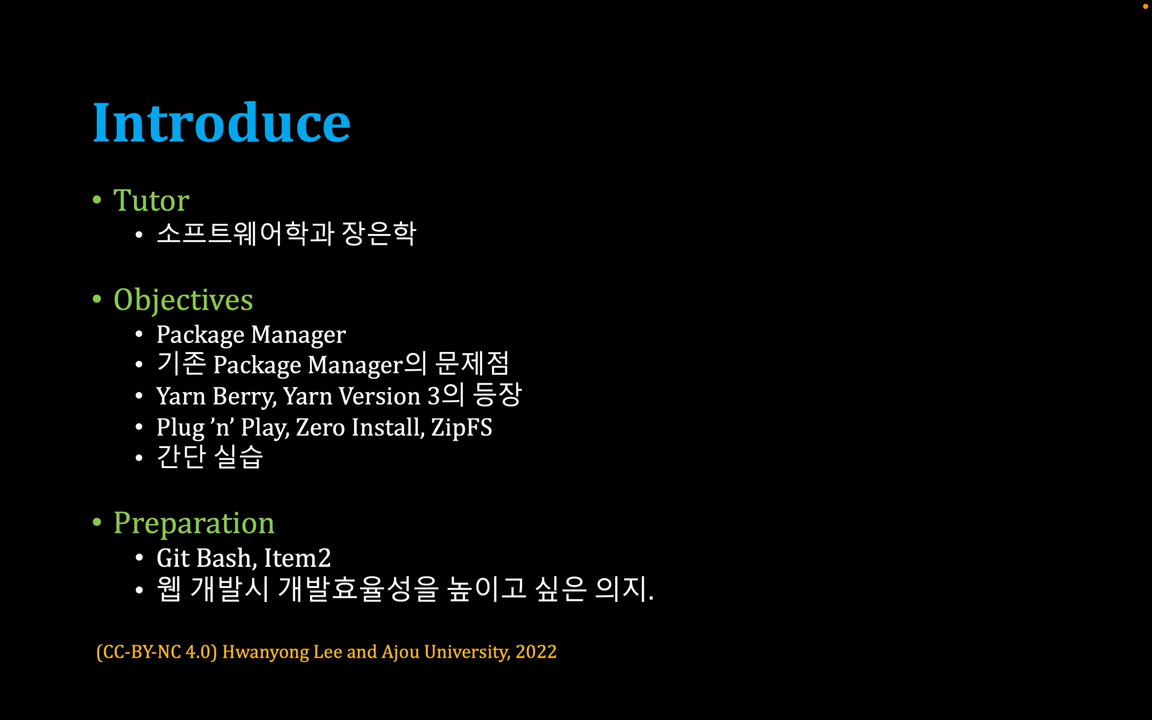 Introduce
• Tutor
• 소프트웨어학과 장은학
• Objectives
• Package Manager
• 기존 Package Manager의 문제점
• Yarn Berry, Yarn Version 3의 등장
• Plug ’n’ Play, Zero Install, ZipFS
• 간단 실습
• Preparation
• Git Bash, Item2
• 웹 개발시 개발효율성을 높이고 싶은 의지.
(CC-BY-NC 4.0) Hwanyong Lee and Ajou University, 2022